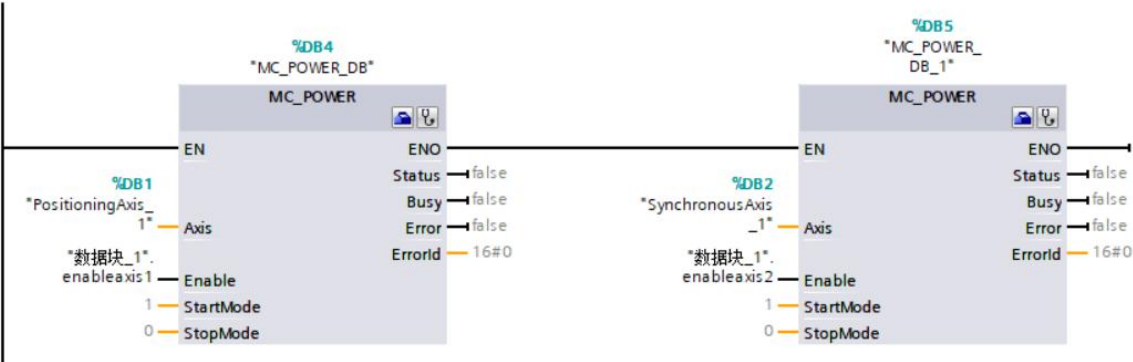 %DB4
"MC_POWER_DB"
MC_POWER
EN
ENO
Status
false
Busy
false
%DB1
"PositioningAxis_
1"
Axis
Error
false
ErrorId
16#0
"数据块_1".
enableaxis1
Enable
1
StartMode
0
StopMode
%DB5
"MC_POWER_
DB_1"
MC_POWER
EN
ENO
Status
false
Busy
false
%DB2
"SynchronousAxis
_1"
Axis
Error
false
ErrorId
16#0
"数据块_1".
enableaxis2
Enable
1
StartMode
0
StopMode